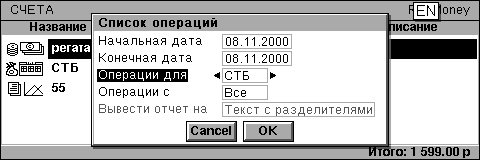 СЧЕТА
EN
oney
Название
писание
Список операций
регата
Начальная дата 08.11.2000
Конечная дата 08.11.2000
СТБ
Операции для СТБ
55
Операции с Все
Вывести отчет на Текст с разделителями
Cancel OK
Итого: 1 599.00 р